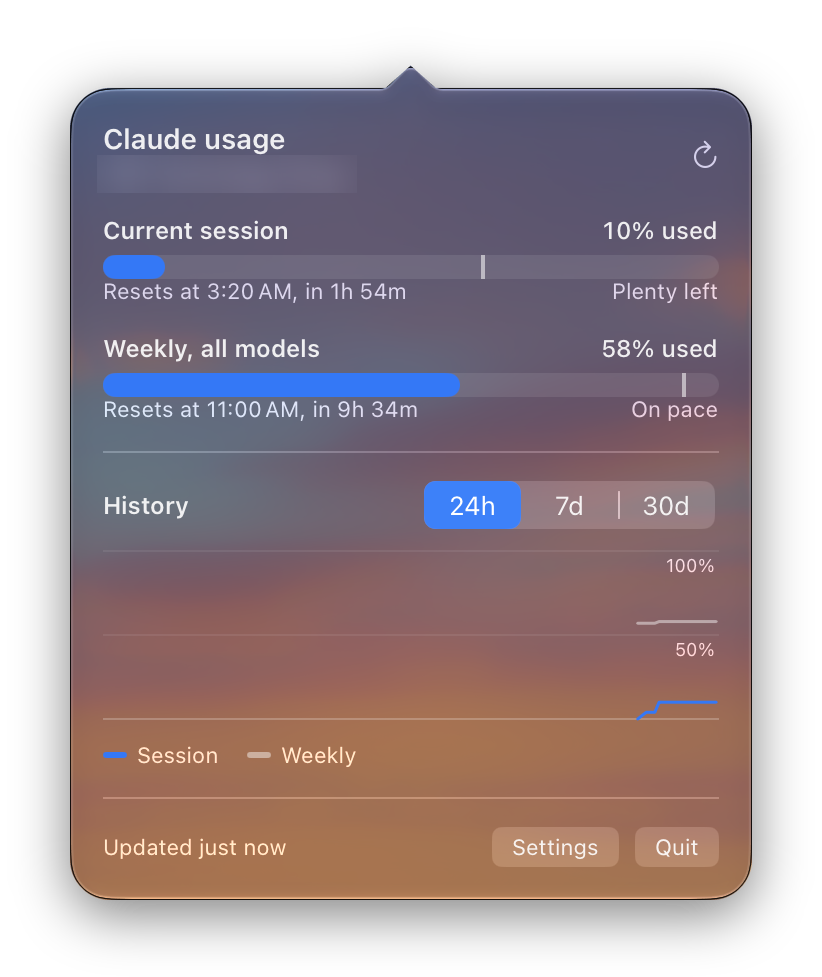 Claude usage
Current session 10% used
Resets at 3:20 AM, in 1h 54m Plenty left
Weekly, all models 58% used
Resets at 11:00 AM, in 9h 34m On pace
History 24h 7d 30d
100%
50%
Session Weekly
Updated just now Settings Quit